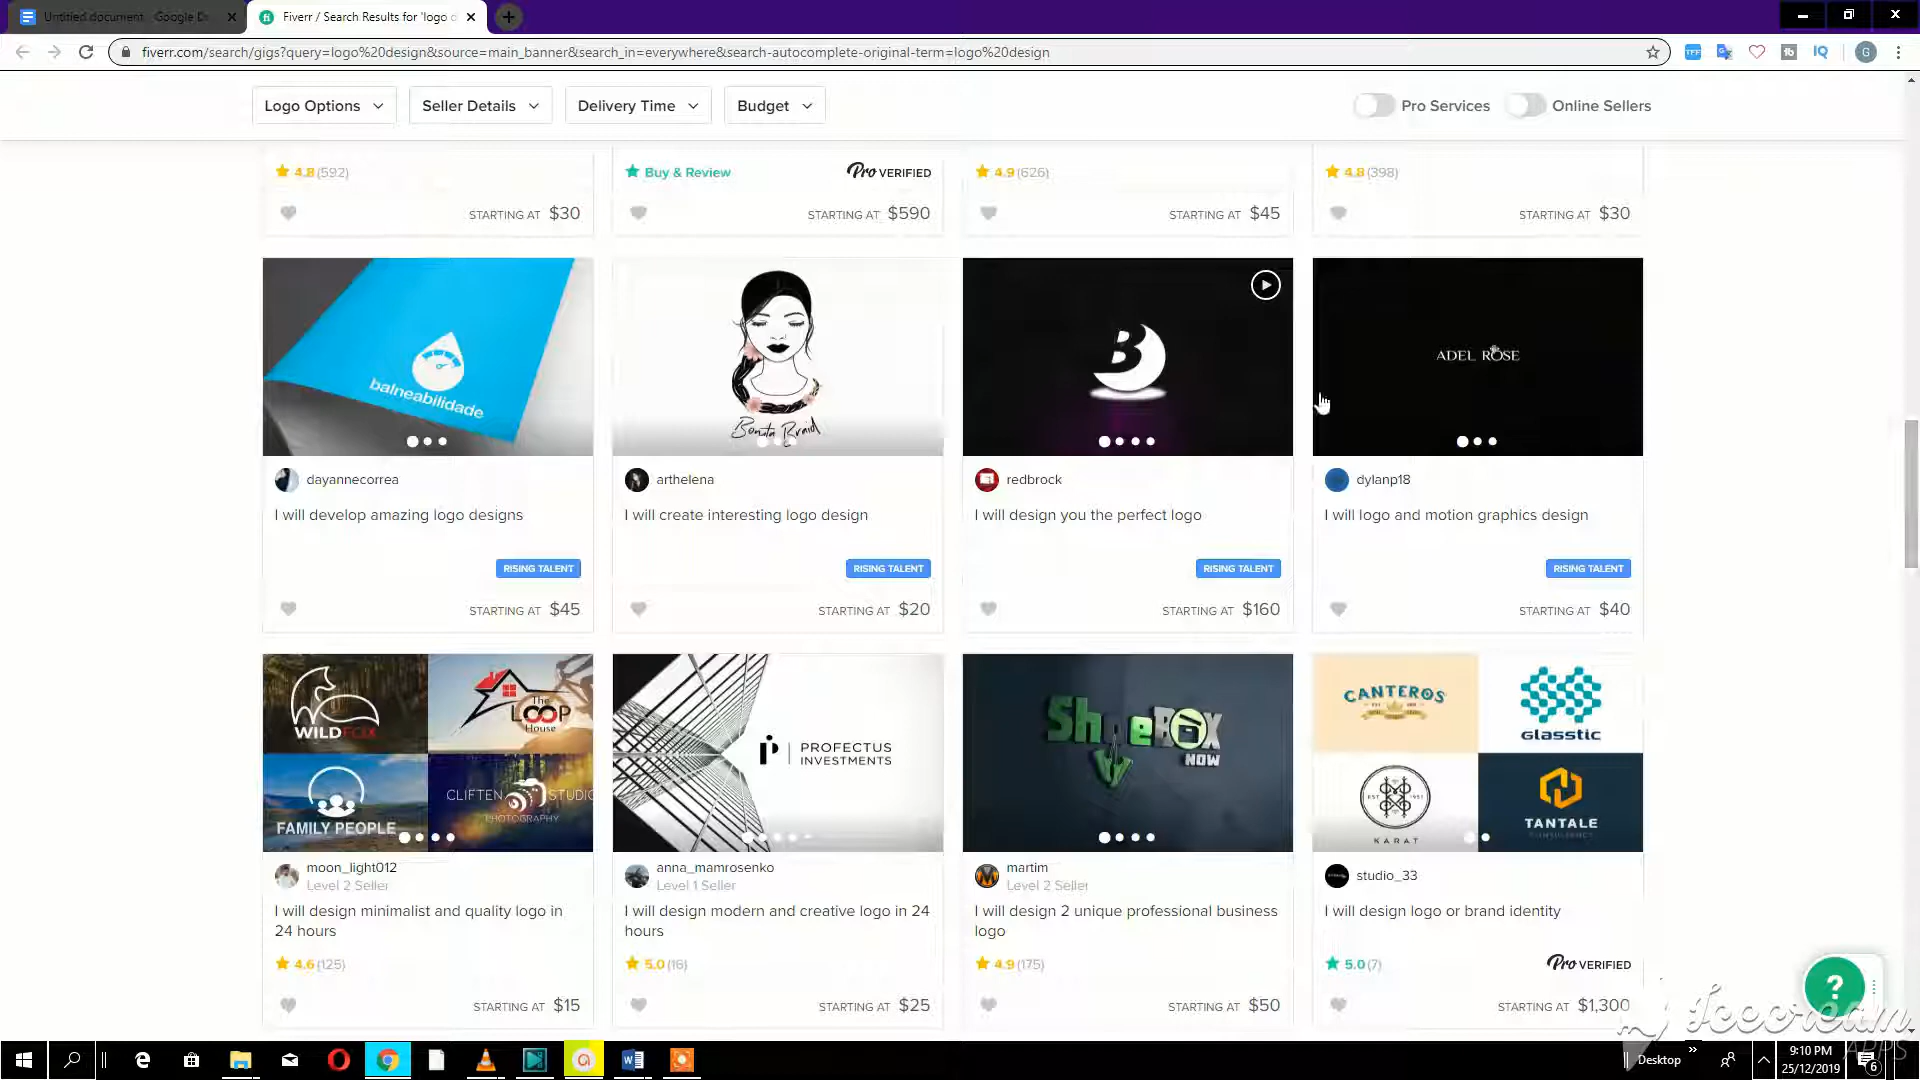 Untitled document - Google Do
Fiverr / Search Results for 'logo d
fiverr.com/search/gigs?query=logo%20design&source=main_banner&search_in=everywhere&search-autocomplete-original-term=logo%20design
Logo Options
Seller Details
Delivery Time
Budget
Pro Services
Online Sellers
4.8(592)
Buy & Review
Pro VERIFIED
4.9(626)
4.8(398)
STARTING AT $30
STARTING AT $590
STARTING AT $45
STARTING AT $30
balneabilidade
Bonita Braid
B
ADEL ROSE
dayannecorrea
arthelena
redbrock
dylanp18
I will develop amazing logo designs
I will create interesting logo design
I will design you the perfect logo
I will logo and motion graphics design
RISING TALENT
RISING TALENT
RISING TALENT
RISING TALENT
STARTING AT $45
STARTING AT $20
STARTING AT $160
STARTING AT $40
WILDFOX
The
LOOP
House
FAMILY PEOPLE
CLIFTEN STUDIO
PHOTOGRAPHY
PROFECTUS
INVESTMENTS
ShoeBOX
NOW
CANTEROS
GLASSTIC
EST 1951
KARAT
TANTALE
CONSULTANCY
moon_light012
Level 2 Seller
anna_mamrosenko
Level 1 Seller
martim
Level 2 Seller
studio_33
I will design minimalist and quality logo in
24 hours
I will design modern and creative logo in 24
hours
I will design 2 unique professional business
logo
I will design logo or brand identity
4.6(125)
5.0(16)
4.9(175)
5.0(7)
Pro VERIFIED
STARTING AT $15
STARTING AT $25
STARTING AT $50
STARTING AT $1,300
?
Icecream
APPS
Desktop
9:10 PM
25/12/2019
6